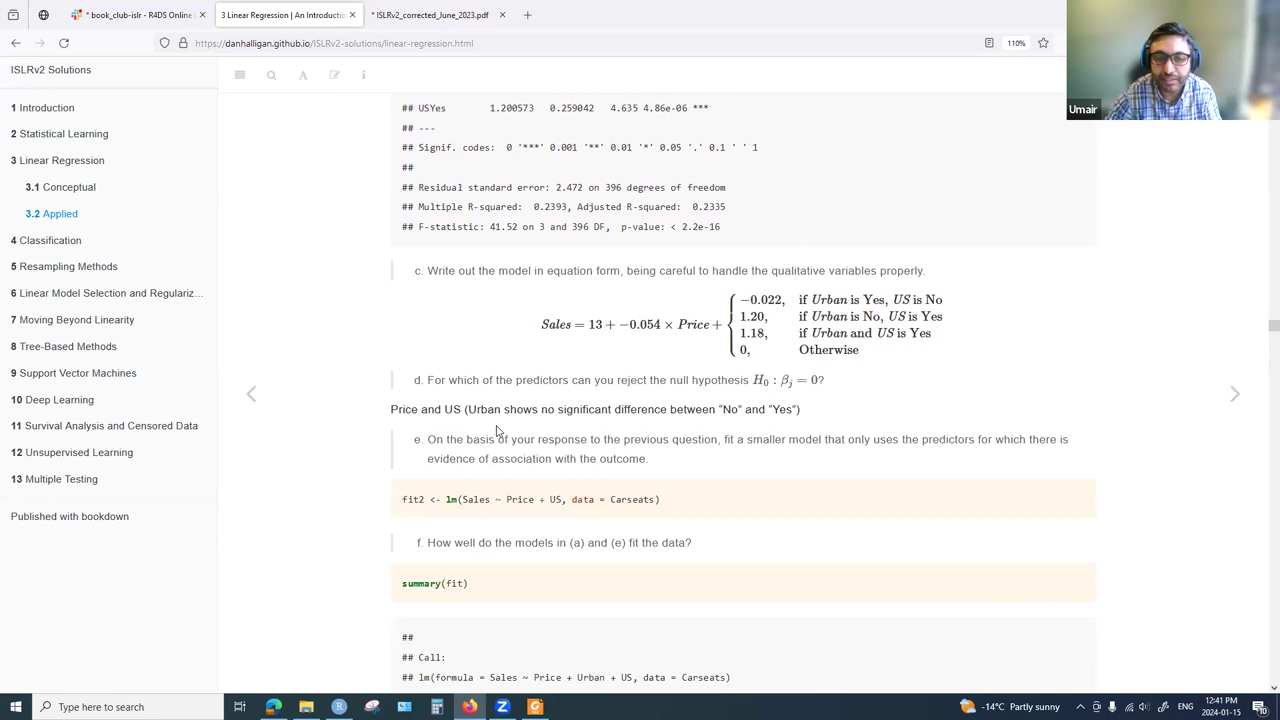 * book_club-islr - R4DS Online
3 Linear Regression | An Introductio
* ISLRv2_corrected_June_2023.pdf
https://danhalligan.github.io/ISLRv2-solutions/linear-regression.html
110%
ISLRv2 Solutions
1 Introduction
2 Statistical Learning
3 Linear Regression
3.1 Conceptual
3.2 Applied
4 Classification
5 Resampling Methods
6 Linear Model Selection and Regulariz...
7 Moving Beyond Linearity
8 Tree-Based Methods
9 Support Vector Machines
10 Deep Learning
11 Survival Analysis and Censored Data
12 Unsupervised Learning
13 Multiple Testing
Published with bookdown
## USYes 1.200573 0.259042 4.635 4.86e-06 ***
## ---
## Signif. codes: 0 '***' 0.001 '**' 0.01 '*' 0.05 '.' 0.1 ' ' 1
##
## Residual standard error: 2.472 on 396 degrees of freedom
## Multiple R-squared: 0.2393, Adjusted R-squared: 0.2335
## F-statistic: 41.52 on 3 and 396 DF, p-value: < 2.2e-16
c. Write out the model in equation form, being careful to handle the qualitative variables properly.
Sales = 13 + −0.054 × Price + {
−0.022, if Urban is Yes, US is No
1.20, if Urban is No, US is Yes
1.18, if Urban and US is Yes
0, Otherwise
d. For which of the predictors can you reject the null hypothesis H₀ : βⱼ = 0?
Price and US (Urban shows no significant difference between "No" and "Yes")
e. On the basis of your response to the previous question, fit a smaller model that only uses the predictors for which there is
evidence of association with the outcome.
fit2 <- lm(Sales ~ Price + US, data = Carseats)
f. How well do the models in (a) and (e) fit the data?
summary(fit)
##
## Call:
## lm(formula = Sales ~ Price + Urban + US, data = Carseats)
Umair
Type here to search
-14°C Partly sunny
ENG
12:41 PM
2024-01-15
10